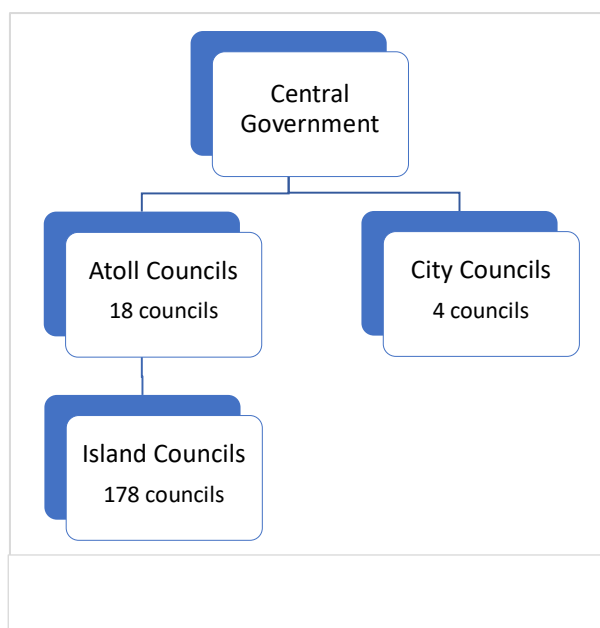 Central
Government
Atoll Councils
18 councils
City Councils
4 councils
Island Councils
178 councils